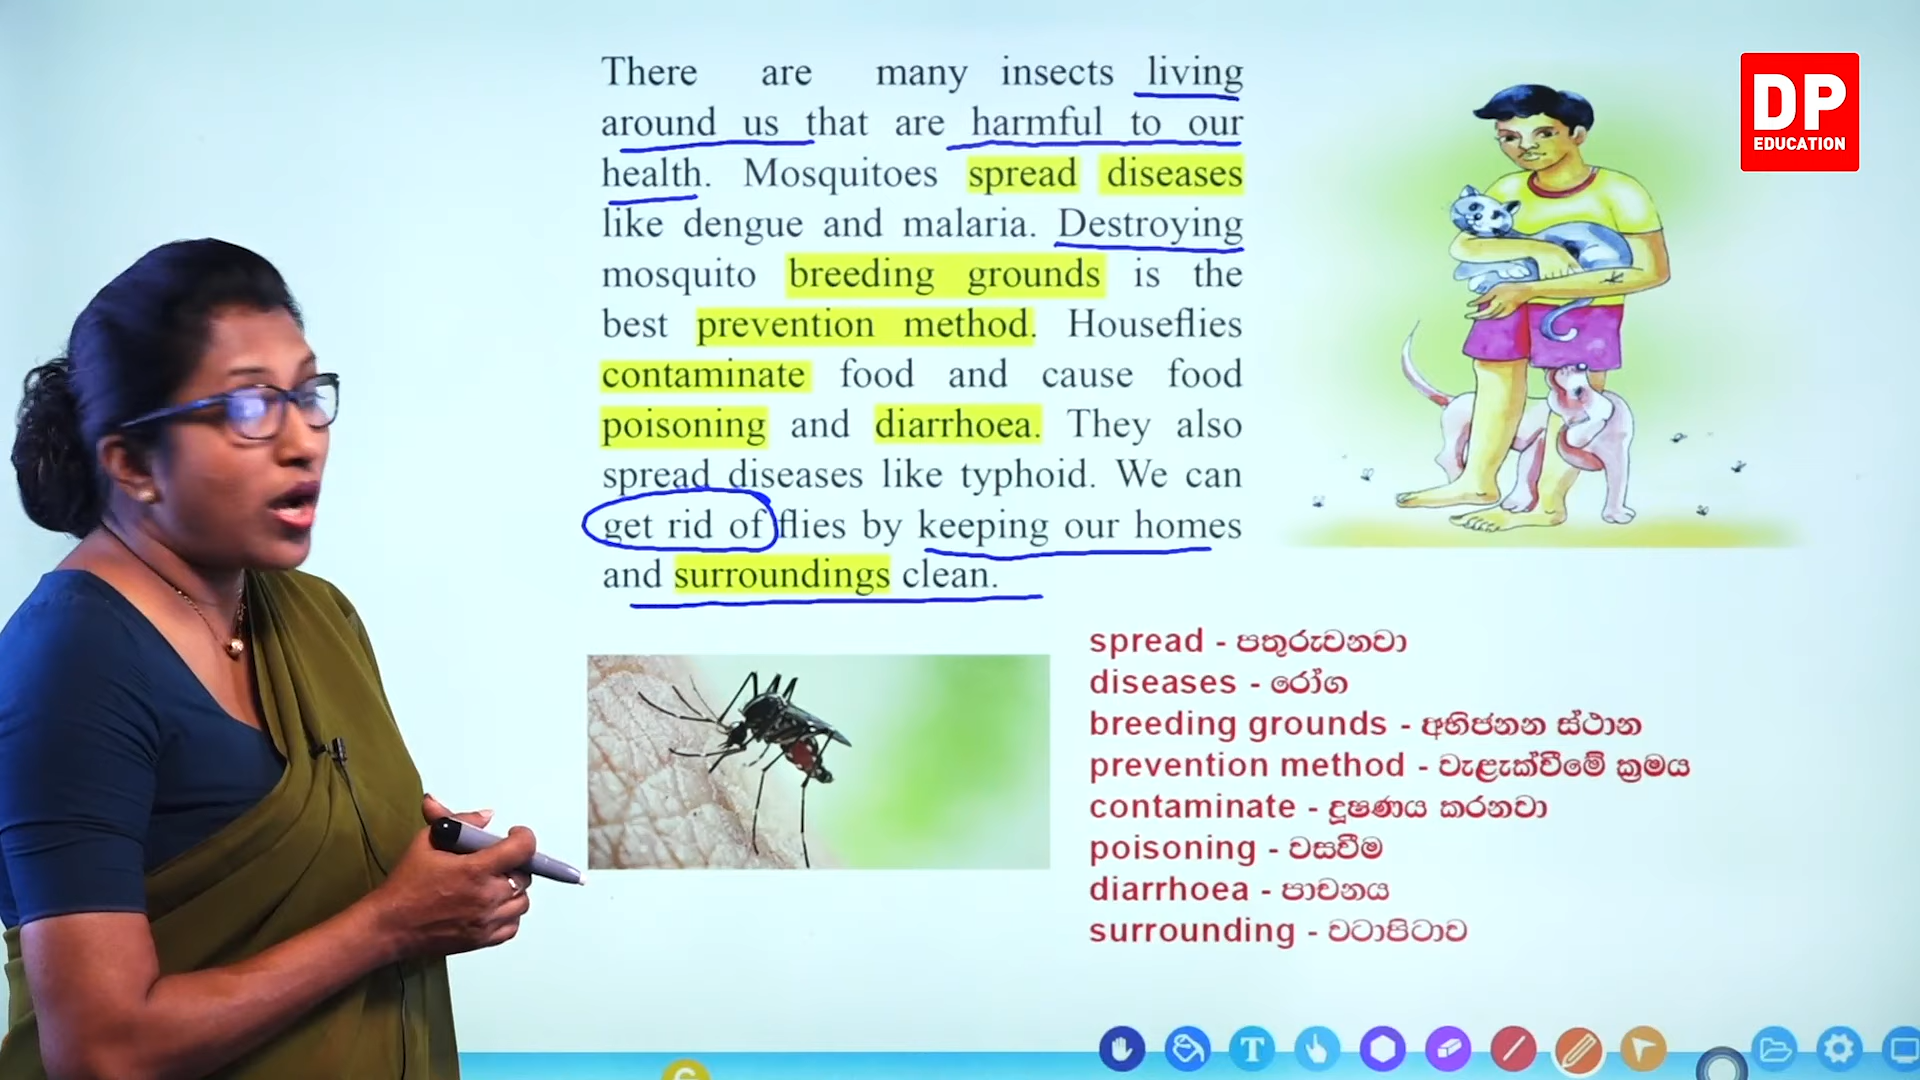 There are many insects living
around us that are harmful to our
health. Mosquitoes spread diseases
like dengue and malaria. Destroying
mosquito breeding grounds is the
best prevention method. Houseflies
contaminate food and cause food
poisoning and diarrhoea. They also
spread diseases like typhoid. We can
get rid of flies by keeping our homes
and surroundings clean.
DP
EDUCATION
spread - පතුරුවනවා
diseases - රෝග
breeding grounds - අභිජනන ස්ථාන
prevention method - වැළැක්වීමේ ක්‍රමය
contaminate - දූෂණය කරනවා
poisoning - වසවීම
diarrhoea - පාචනය
surrounding - වටාපිටාව
T